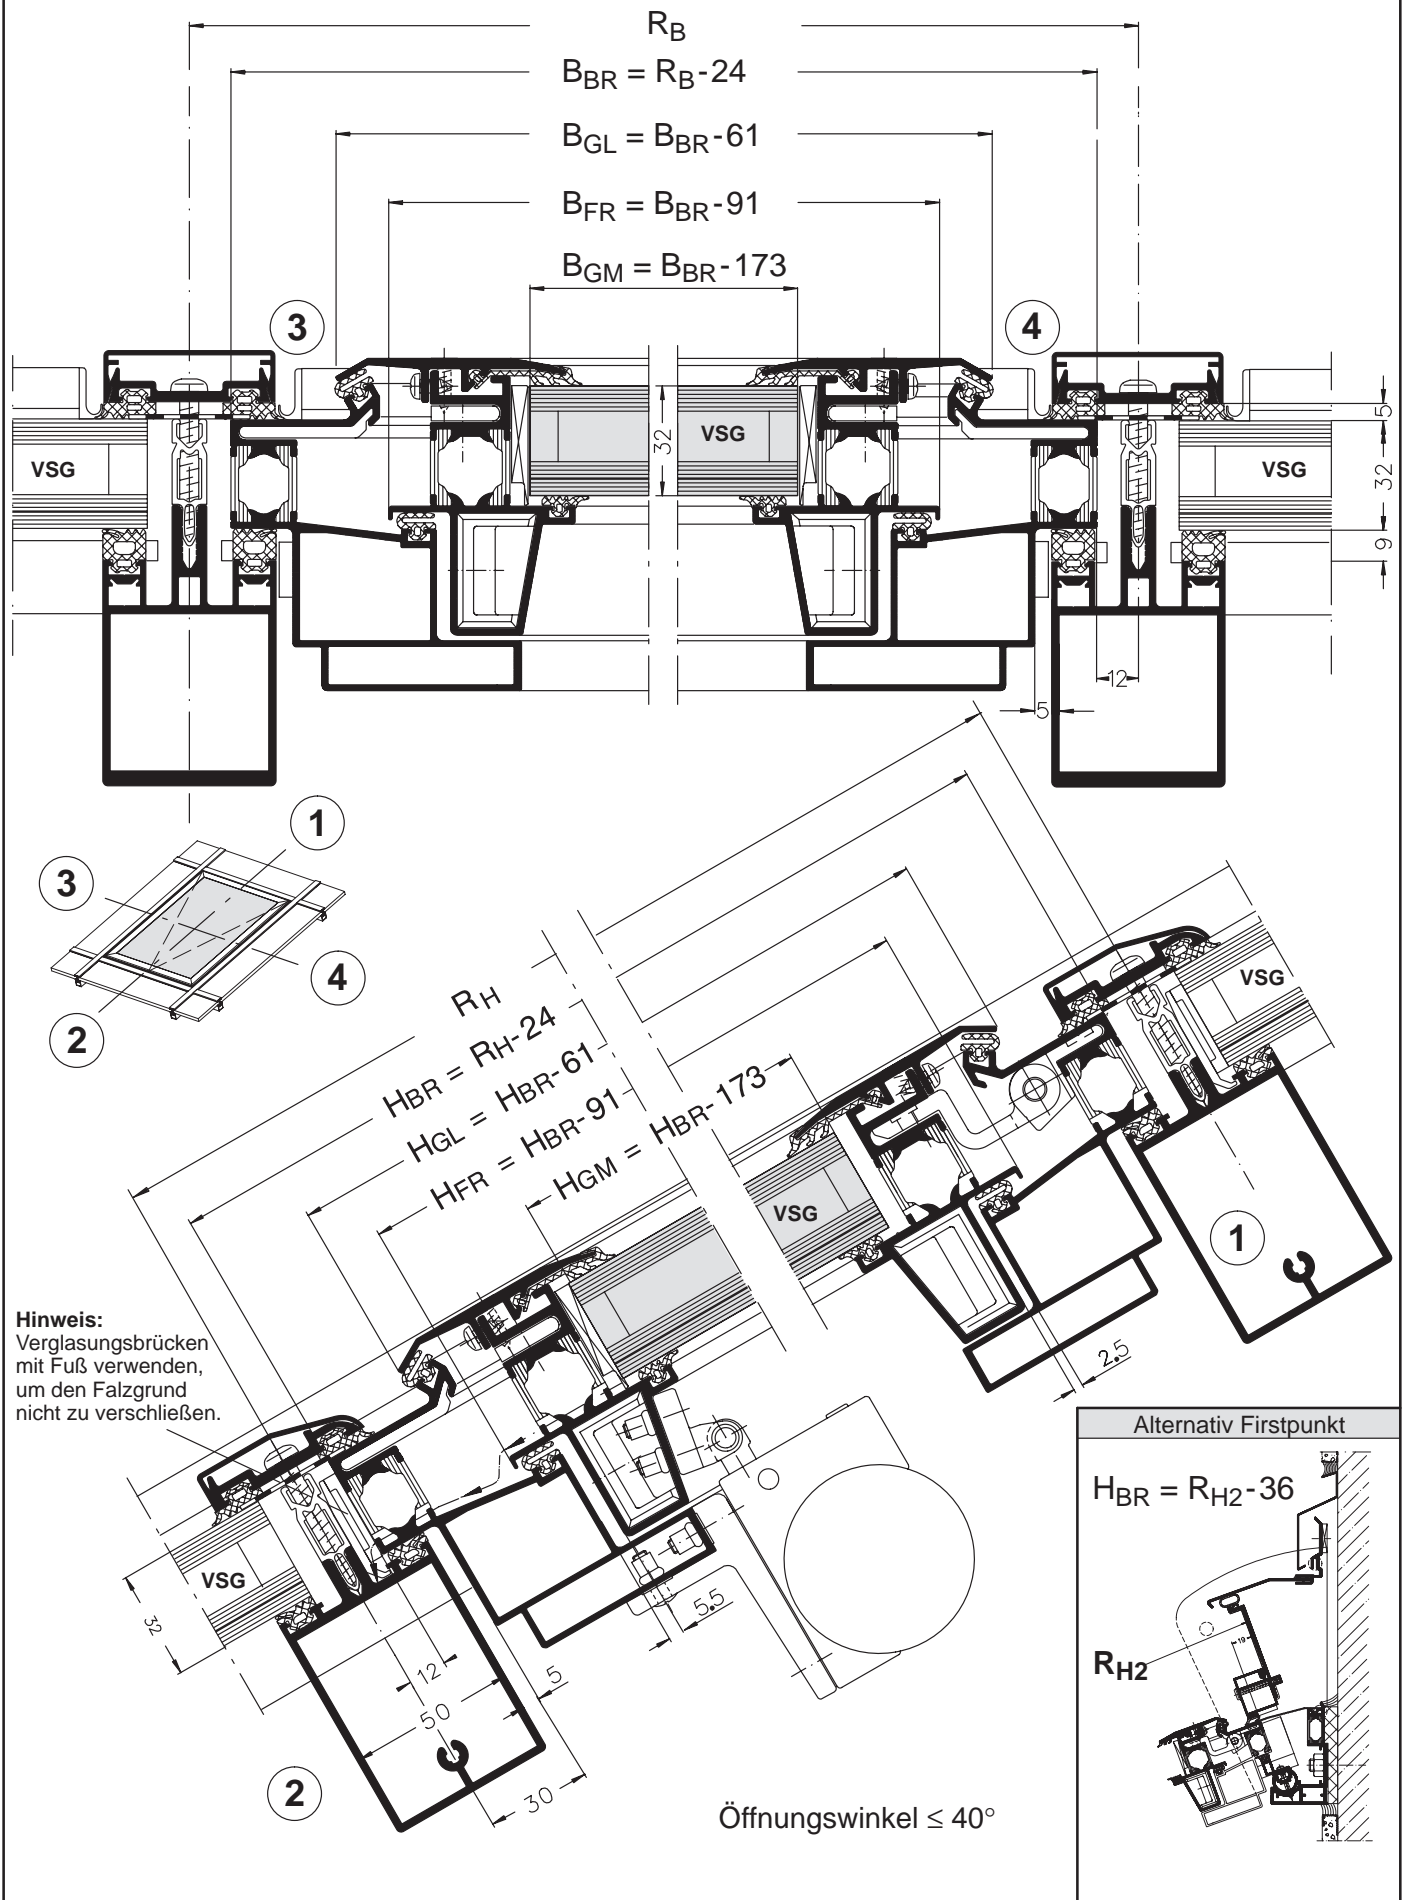 R_B
B_BR = R_B-24
B_GL = B_BR-61
B_FR = B_BR-91
B_GM = B_BR-173
3
4
VSG
32
VSG
VSG
5
32
9
12
5
1
3
4
2
R_H
H_BR = R_H-24
H_GL = H_BR-61
H_FR = H_BR-91
H_GM = H_BR-173
VSG
VSG
1
2.5
Hinweis:
Verglasungsbrücken
mit Fuß verwenden,
um den Falzgrund
nicht zu verschließen.
VSG
32
5.5
12
5
50
30
2
Öffnungswinkel ≤ 40°
Alternativ Firstpunkt
H_BR = R_H2-36
19
R_H2